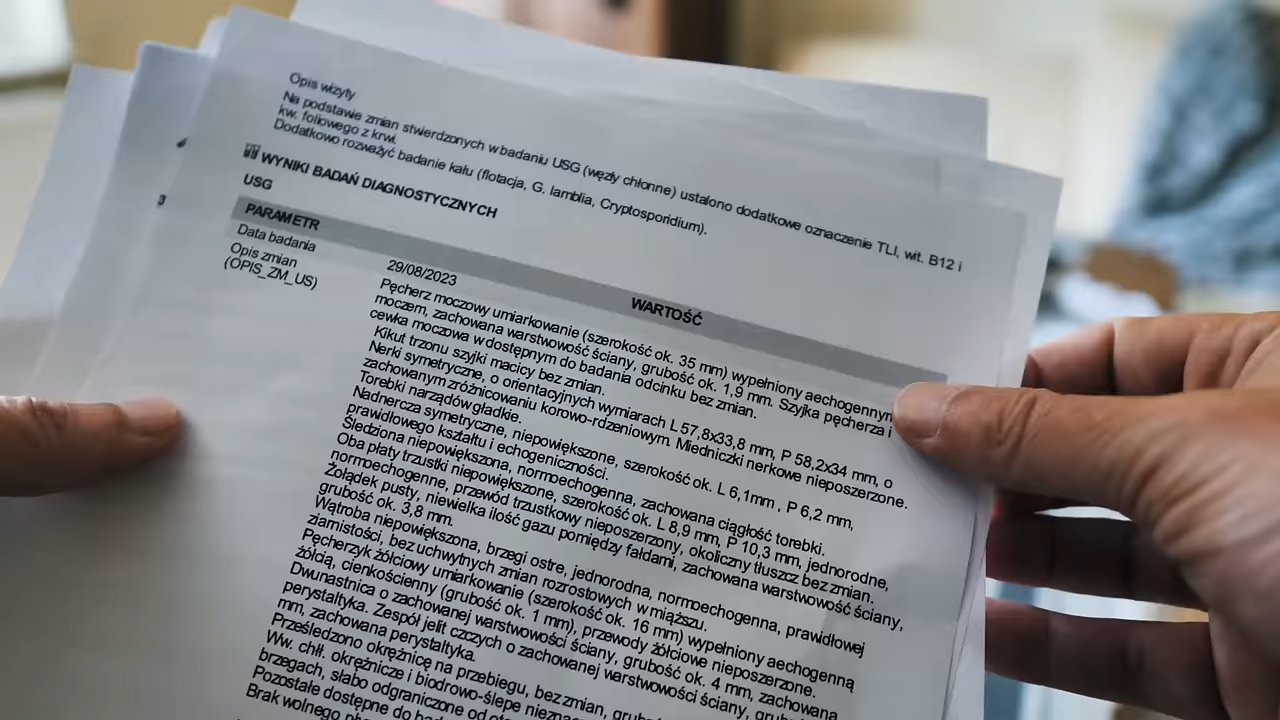 Opis wizyty
Na podstawie zmian stwierdzonych w badaniu USG (węzły chłonne) ustalono dodatkowe oznaczenie TLI, wit. B12 i
kw. foliowego z krwi.
Dodatkowo rozważyć badanie kału (flotacja, G. lamblia, Cryptosporidium).
WYNIKI BADAŃ DIAGNOSTYCZNYCH
USG
PARAMETR WARTOŚĆ
Data badania 29/08/2023
Opis zmian
(OPIS_ZM_US)
Pęcherz moczowy umiarkowanie (szerokość ok. 35 mm) wypełniony aechogennym
moczem, zachowana warstwowość ściany, grubość ok. 1,9 mm. Szyjka pęcherza i
cewka moczowa w dostępnym do badania odcinku bez zmian.
Kikut trzonu szyjki macicy bez zmian.
Nerki symetryczne, o orientacyjnych wymiarach L 57,8x33,8 mm, P 58,2x34 mm, o
zachowanym zróżnicowaniu korowo-rdzeniowym. Miedniczki nerkowe nieposzerzone.
Torebki narządów gładkie.
Nadnercza symetryczne, niepowiększone, szerokość ok. L 6,1mm , P 6,2 mm,
prawidłowego kształtu i echogeniczności.
Śledziona niepowiększona, normoechogenna, zachowana ciągłość torebki.
Oba płaty trzustki niepowiększone, szerokość ok. L 8,9 mm, P 10,3 mm, jednorodne,
normoechogenne, przewód trzustkowy nieposzerzony, okoliczny tłuszcz bez zmian.
Żołądek pusty, niewielka ilość gazu pomiędzy fałdami, zachowana warstwowość ściany,
grubość ok. 3,8 mm.
Wątroba niepowiększona, brzegi ostre, jednorodna, normoechogenna, prawidłowej
ziarnistości, bez uchwytnych zmian rozrostowych w miąższu.
Pęcherzyk żółciowy umiarkowanie (szerokość ok. 16 mm) wypełniony aechogenną
żółcią, cienkościenny (grubość ok. 1 mm), przewody żółciowe nieposzerzone.
Dwunastnica o zachowanej warstwowości ściany, grubość ok. 4 mm, zachowana
perystaltyka. Zespół jelit czczych o zachowanej warstwowości ściany, grubość
mm, zachowana perystaltyka.
Prześledzono okrężnicę na przebiegu, bez zmian,
Ww. chł. okrężnicze i biodrowo-ślepe
brzegach, słabo odgraniczone od
Pozostałe dostępne do
Brak wolnego